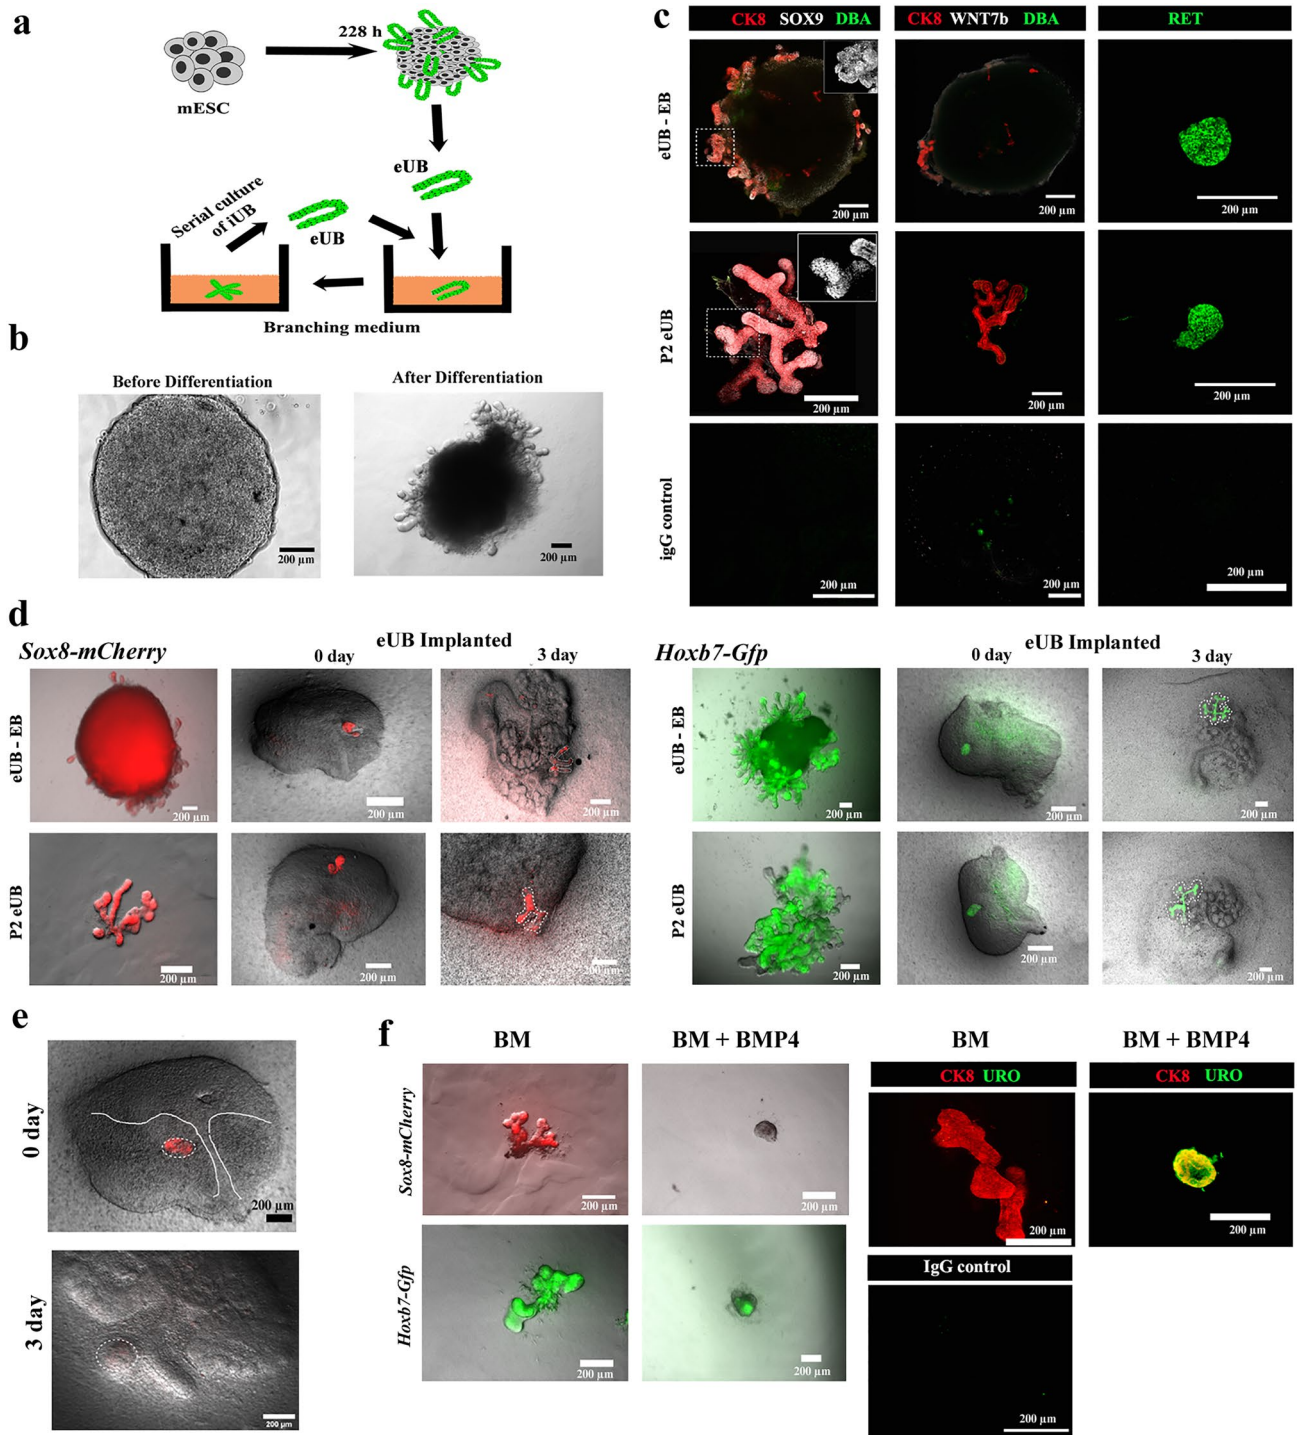 a
228 h
mESC
eUB
Serial culture
of iUB
eUB
Branching medium
b
Before Differentiation
After Differentiation
200 µm
200 µm
c
CK8 SOX9 DBA
CK8 WNT7b DBA
RET
eUB - EB
200 µm
200 µm
200 µm
P2 eUB
200 µm
200 µm
200 µm
igG control
200 µm
200 µm
200 µm
d
Sox8-mCherry
eUB Implanted
0 day
3 day
Hoxb7-Gfp
eUB Implanted
0 day
3 day
eUB - EB
200 µm
200 µm
200 µm
eUB - EB
200 µm
200 µm
200 µm
P2 eUB
200 µm
200 µm
200 µm
P2 eUB
200 µm
200 µm
200 µm
e
0 day
200 µm
3 day
200 µm
f
BM
BM + BMP4
BM
BM + BMP4
Sox8-mCherry
200 µm
200 µm
CK8 URO
200 µm
CK8 URO
200 µm
Hoxb7-Gfp
200 µm
200 µm
IgG control
200 µm